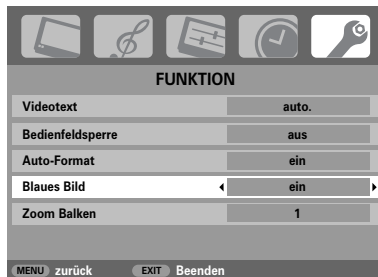 FUNKTION
Videotext auto.
Bedienfeldsperre aus
Auto-Format ein
Blaues Bild ein
Zoom Balken 1
MENU zurück EXIT Beenden